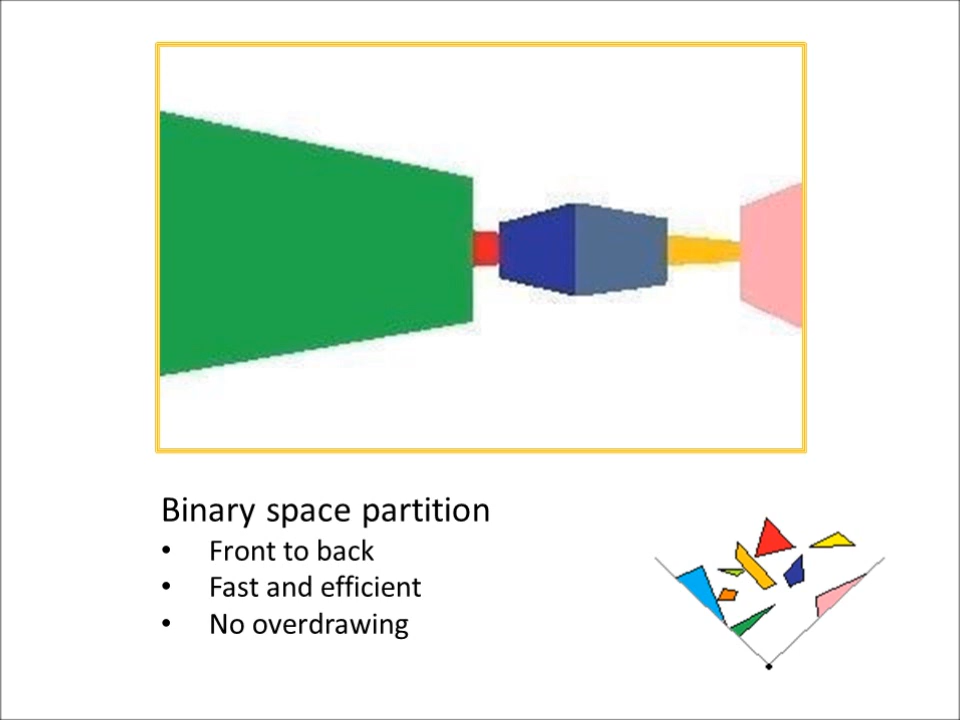 Binary space partition
• Front to back
• Fast and efficient
• No overdrawing